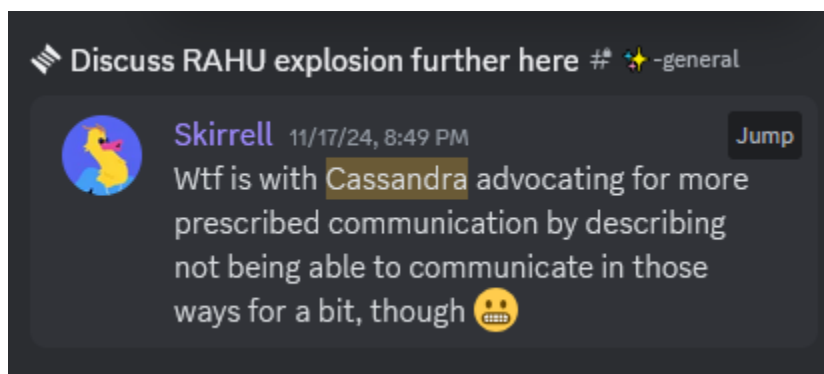 Discuss RAHU explosion further here # ✨-general
Skirrell 11/17/24, 8:49 PM
Jump
Wtf is with Cassandra advocating for more
prescribed communication by describing
not being able to communicate in those
ways for a bit, though 😬